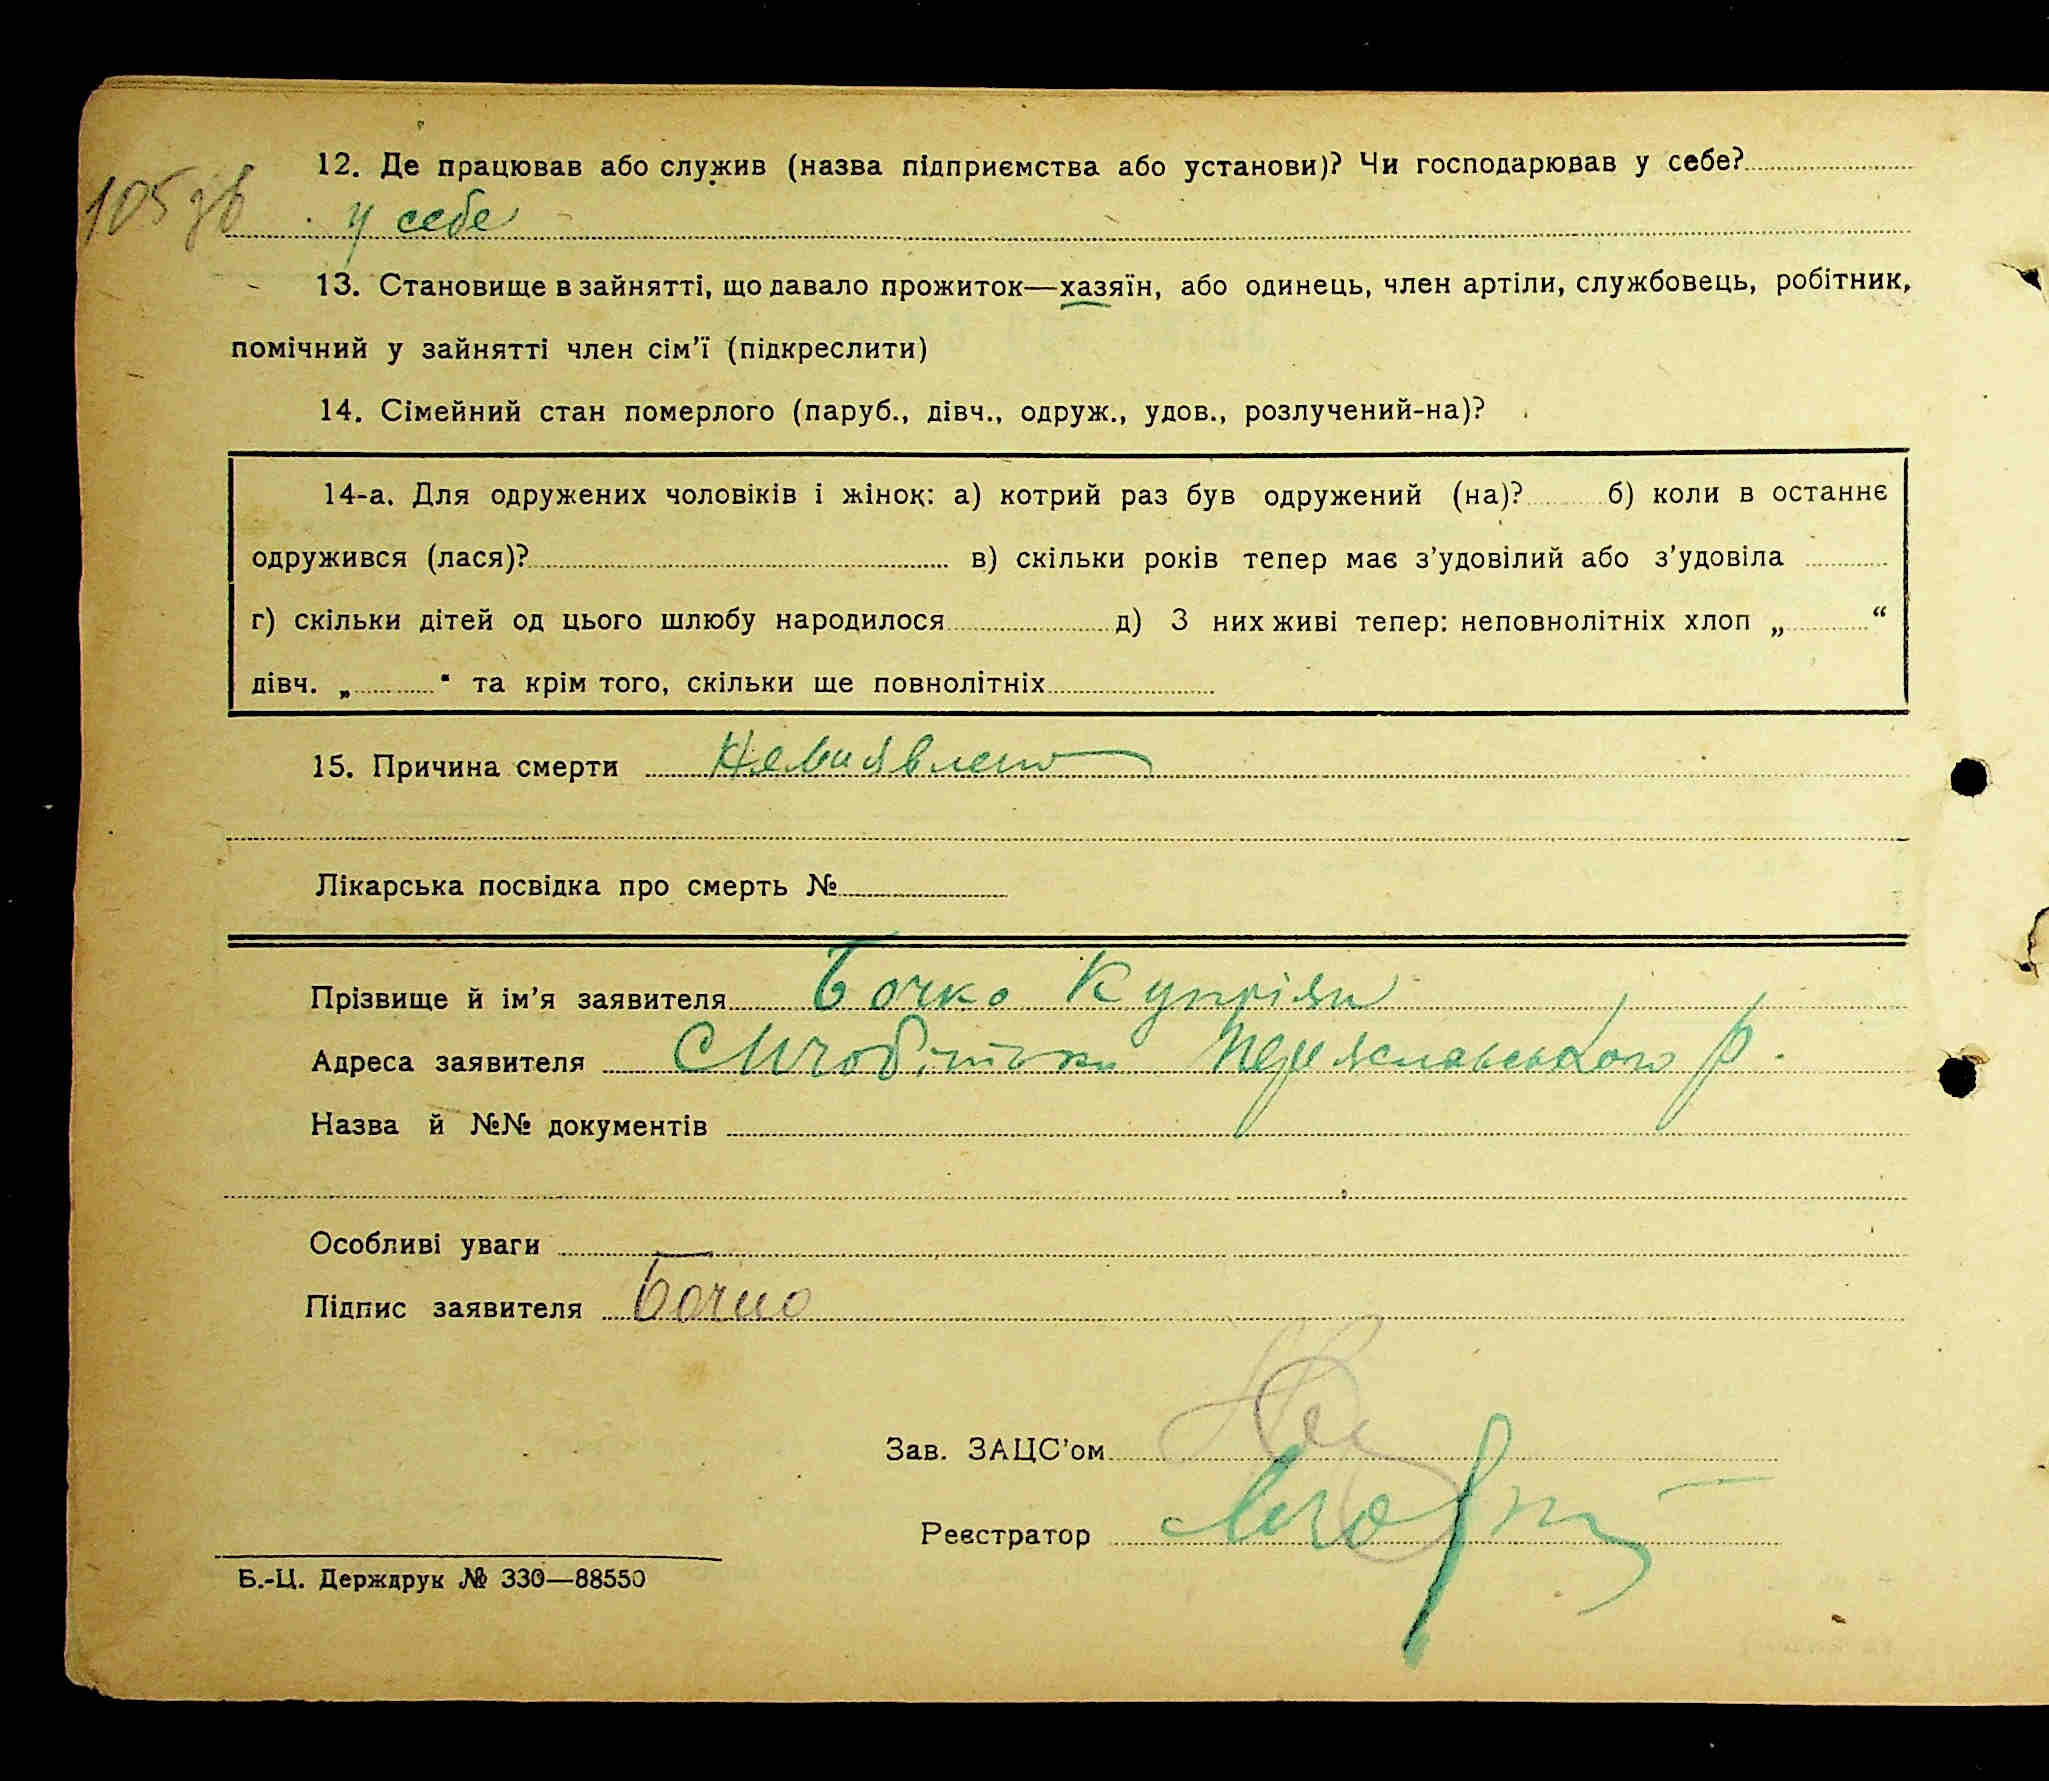 105 зв
12. Де працював або служив (назва підприємства або установи)? Чи господарював у себе?
у себе
13. Становище в зайнятті, що давало прожиток—хазяїн, або одинець, член артіли, службовець, робітник,
помічний у зайнятті член сім'ї (підкреслити)
14. Сімейний стан померлого (паруб., дівч., одруж., удов., розлучений-на)?
14-а. Для одружених чоловіків і жінок: а) котрий раз був одружений (на)? б) коли в останнє
одружився (лася)? в) скільки років тепер має з'удовілий або з'удовіла
г) скільки дітей од цього шлюбу народилося д) З них живі тепер: неповнолітніх хлоп „ “
дівч. „ " та крім того, скільки ще повнолітніх
15. Причина смерти Невиявлено
Лікарська посвідка про смерть №
Прізвище й ім'я заявителя Бочко Купріян
Адреса заявителя Переяславського р.
Назва й №№ документів
Особливі уваги
Підпис заявителя Бочко
Зав. ЗАЦС'ом
Реєстратор
Б.-Ц. Держдрук № 330—88550